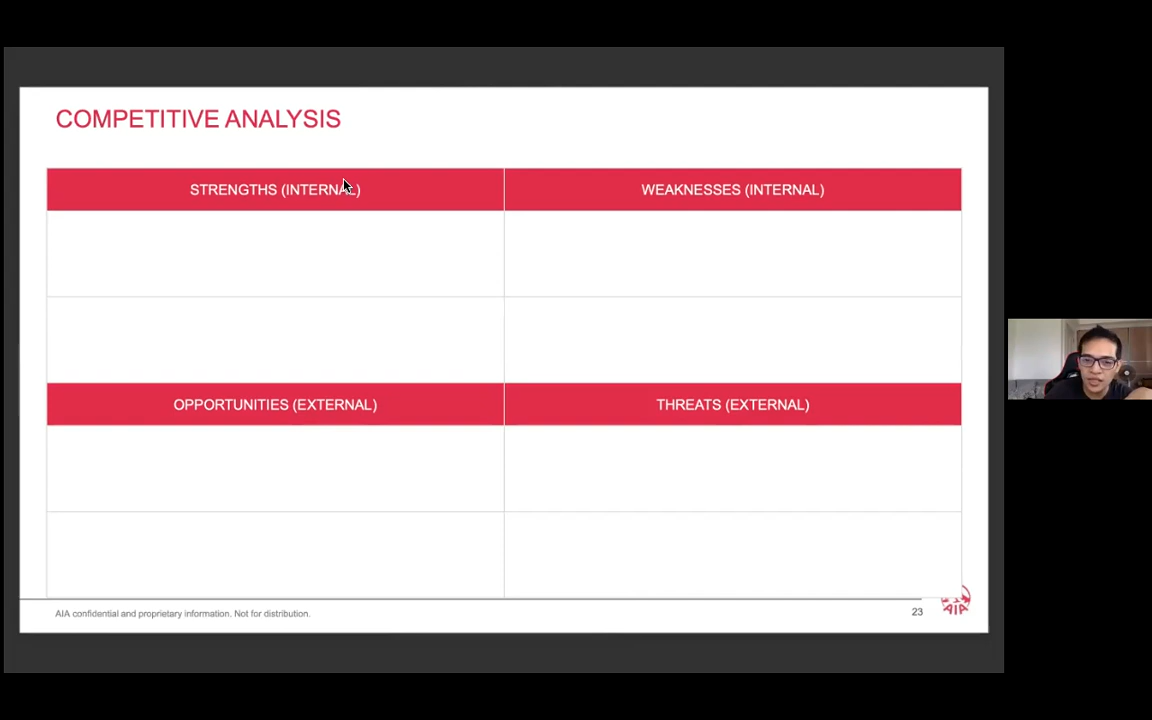 COMPETITIVE ANALYSIS
STRENGTHS (INTERNAL)
WEAKNESSES (INTERNAL)
OPPORTUNITIES (EXTERNAL)
THREATS (EXTERNAL)
AIA confidential and proprietary information. Not for distribution.
23
AIA